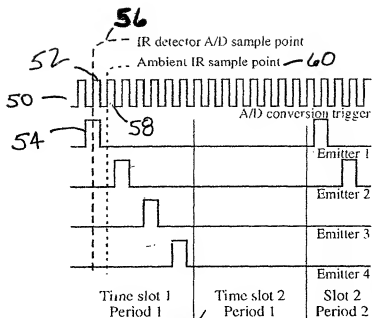 56
IR detector A/D sample point
52
Ambient IR sample point
60
50
58
A/D conversion trigger
54
Emitter 1
Emitter 2
Emitter 3
Emitter 4
Time slot 1 Time slot 2 Slot 2
Period 1 Period 1 Period 2